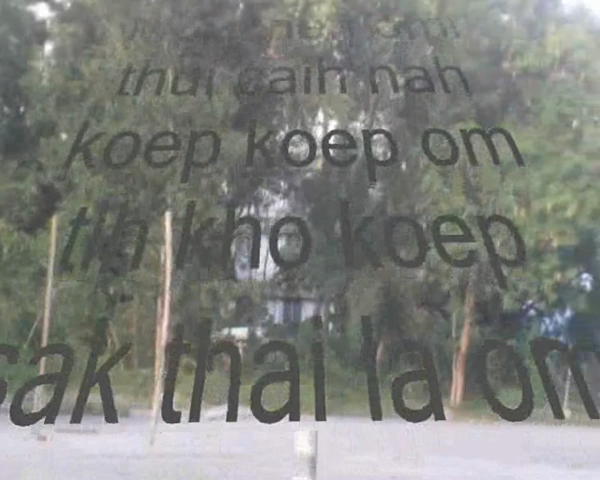 thui caih nah
koep koep om
tih kho koep
sak thai la om